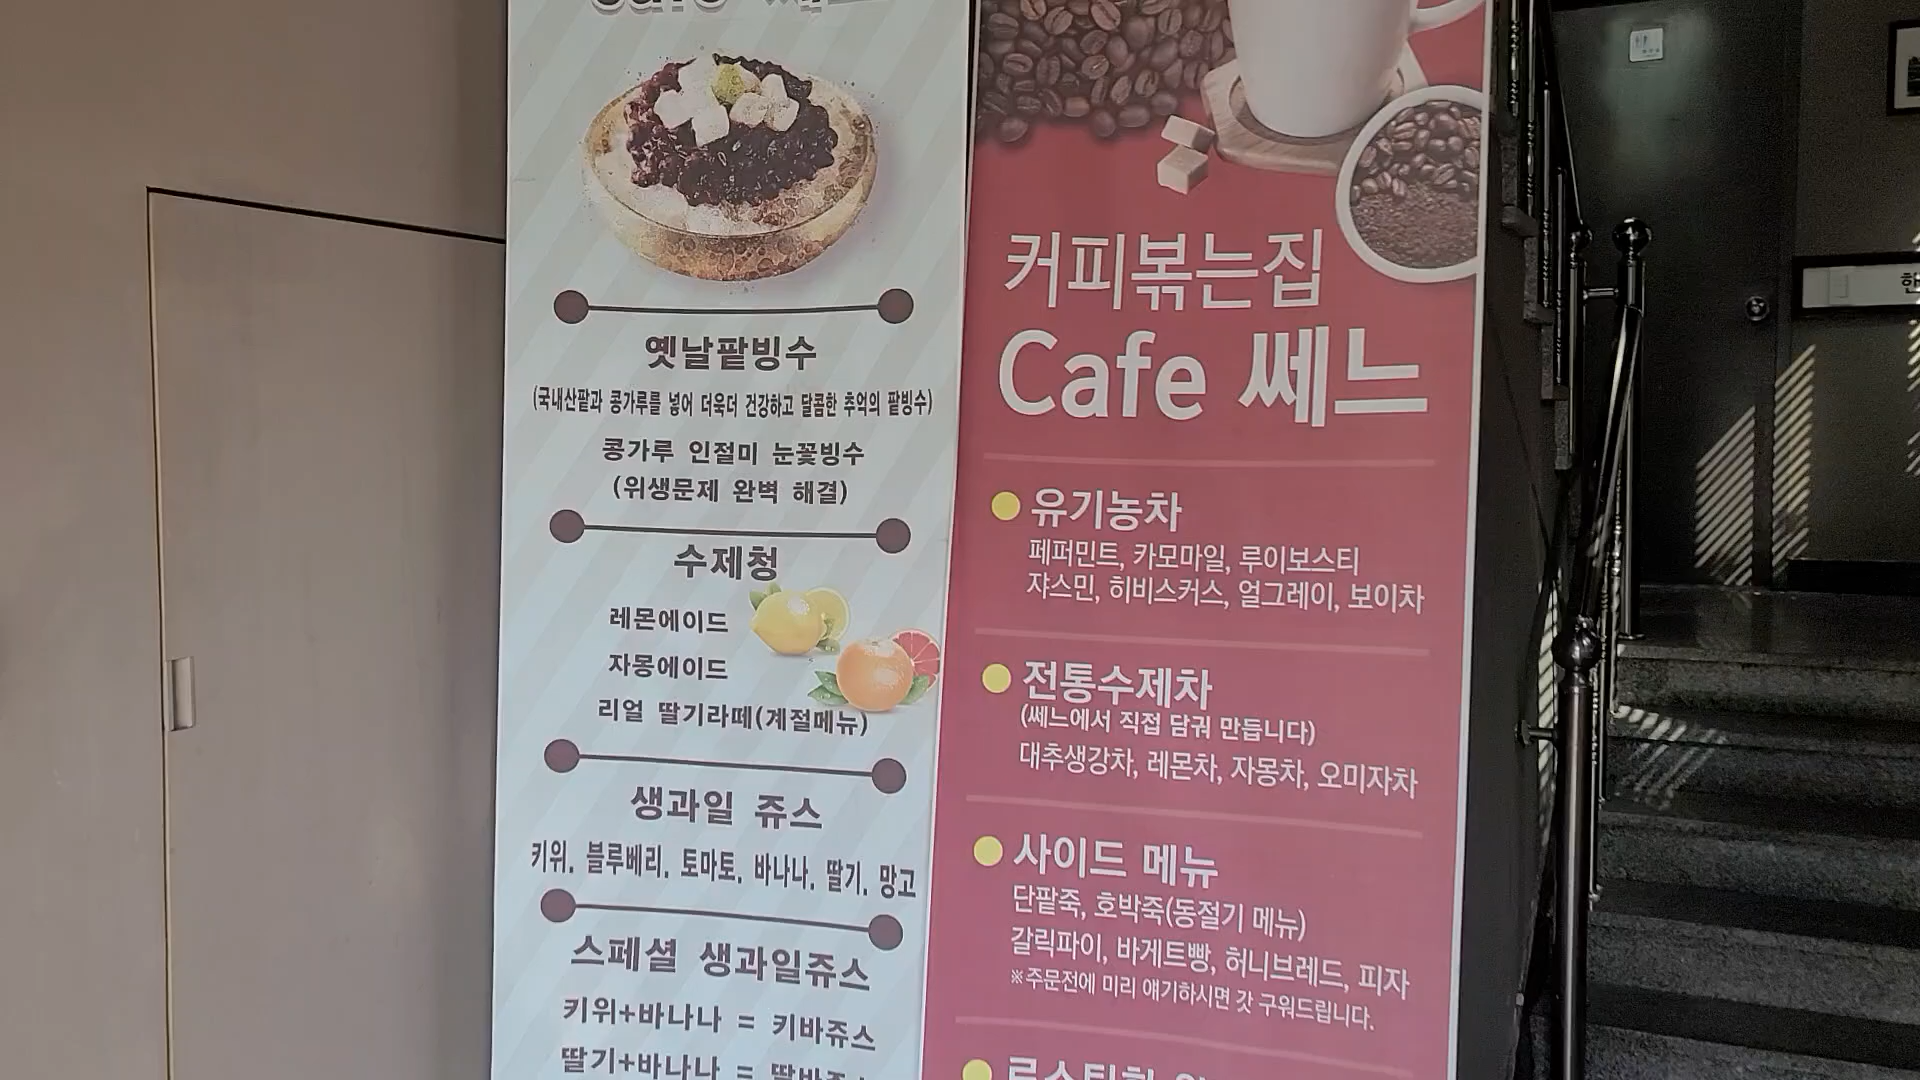 옛날팥빙수
(국내산팥과 콩가루를 넣어 더욱더 건강하고 달콤한 추억의 팥빙수)
콩가루 인절미 눈꽃빙수
(위생문제 완벽 해결)
수제청
레몬에이드
자몽에이드
리얼 딸기라떼(계절메뉴)
생과일 쥬스
키위, 블루베리, 토마토, 바나나, 딸기, 망고
스페셜 생과일쥬스
키위+바나나 = 키바쥬스
딸기+바나나 =
커피볶는집
Cafe 쎄느
유기농차
페퍼민트, 카모마일, 루이보스티
쟈스민, 히비스커스, 얼그레이, 보이차
전통수제차
(쎄느에서 직접 담궈 만듭니다)
대추생강차, 레몬차, 자몽차, 오미자차
사이드 메뉴
단팥죽, 호박죽(동절기 메뉴)
갈릭파이, 바게트빵, 허니브레드, 피자
※주문전에 미리 얘기하시면 갓 구워드립니다.